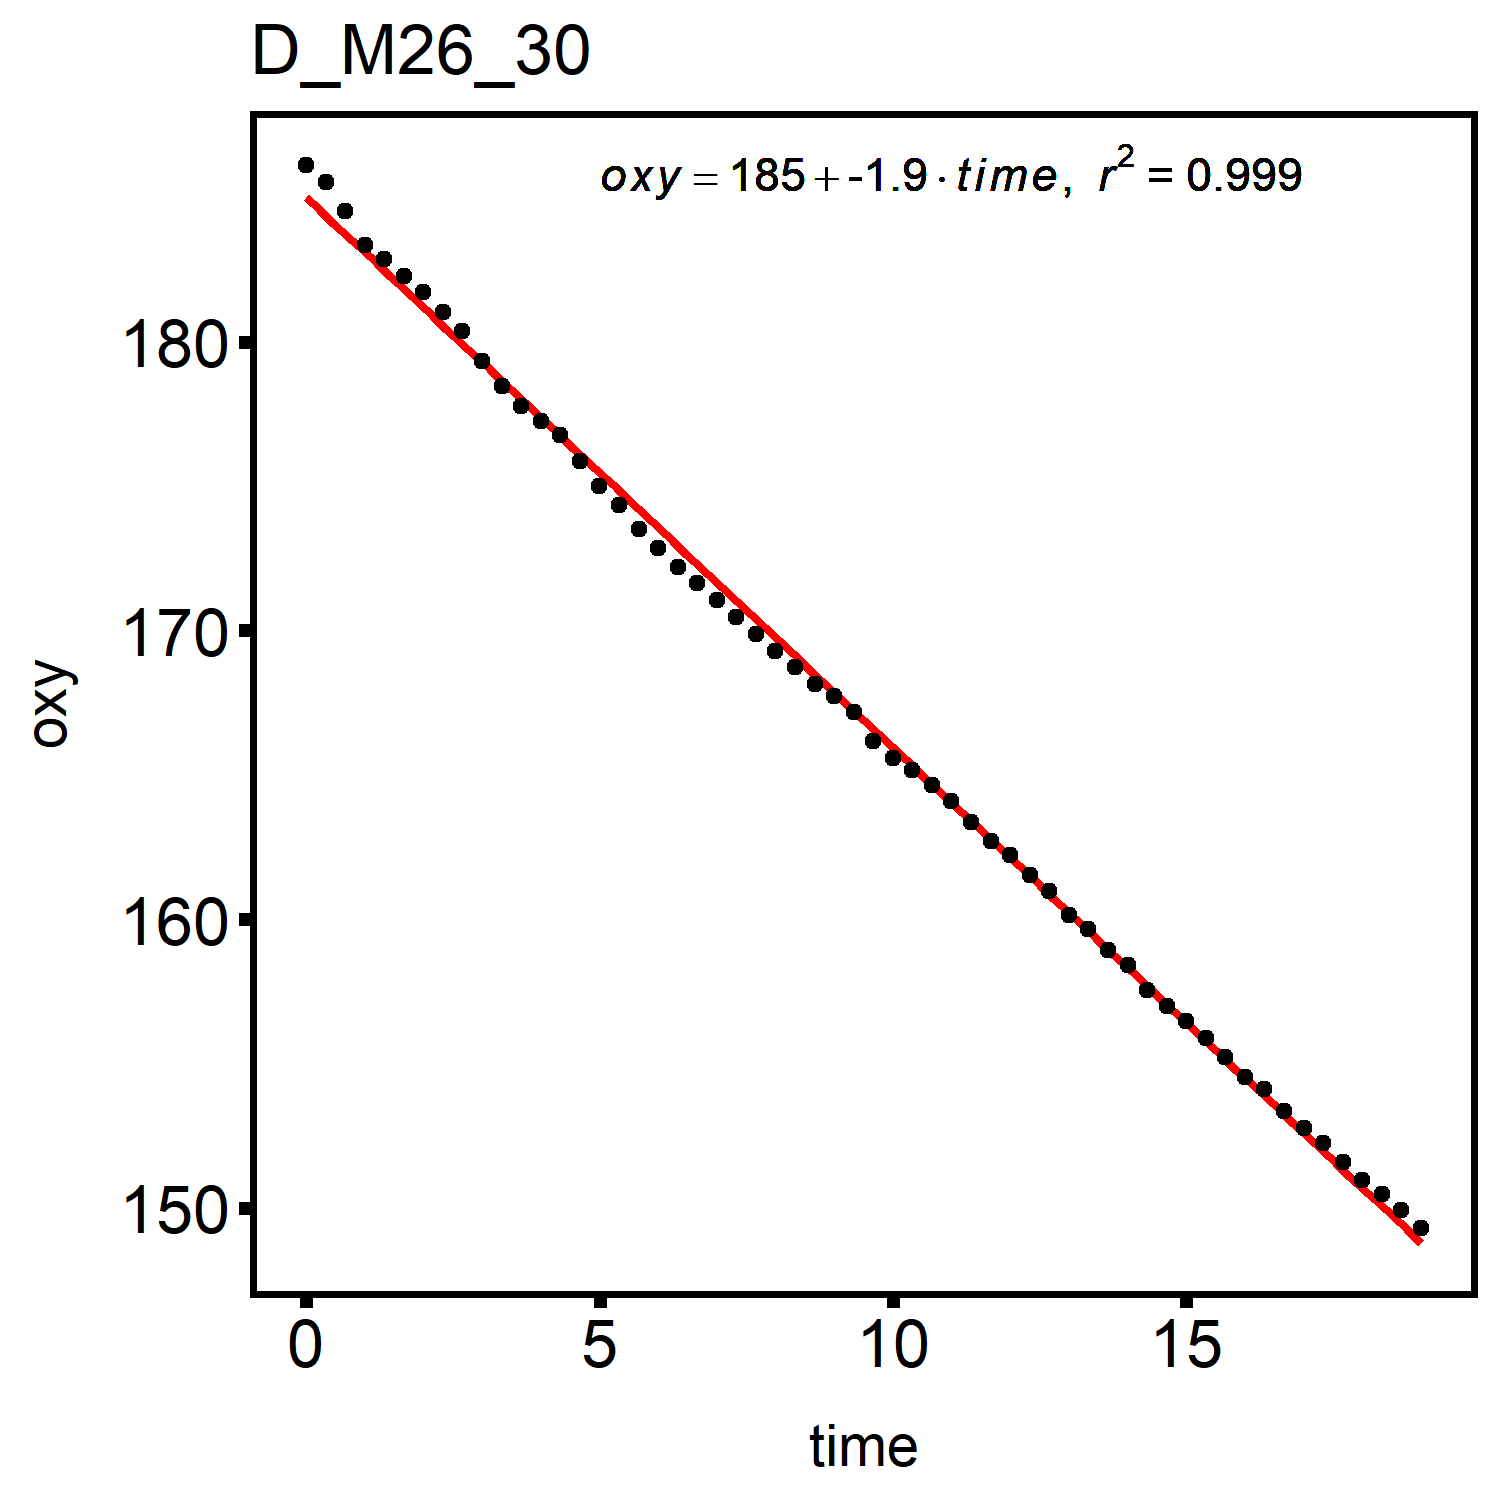 D_M26_30
oxy = 185 + -1.9 · time, r² = 0.999
180
170
160
150
oxy
0 5 10 15
time